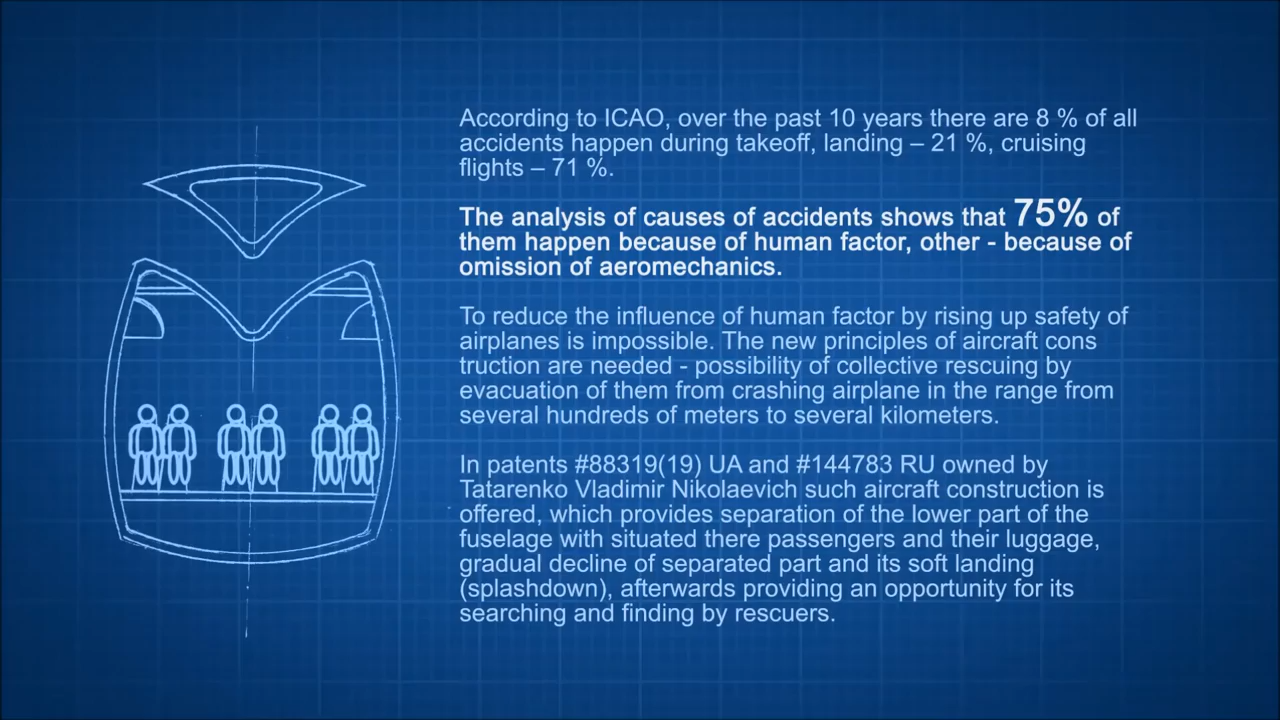 According to ICAO, over the past 10 years there are 8 % of all
accidents happen during takeoff, landing – 21 %, cruising
flights – 71 %.
The analysis of causes of accidents shows that 75% of
them happen because of human factor, other - because of
omission of aeromechanics.
To reduce the influence of human factor by rising up safety of
airplanes is impossible. The new principles of aircraft cons
truction are needed - possibility of collective rescuing by
evacuation of them from crashing airplane in the range from
several hundreds of meters to several kilometers.
In patents #88319(19) UA and #144783 RU owned by
Tatarenko Vladimir Nikolaevich such aircraft construction is
offered, which provides separation of the lower part of the
fuselage with situated there passengers and their luggage,
gradual decline of separated part and its soft landing
(splashdown), afterwards providing an opportunity for its
searching and finding by rescuers.